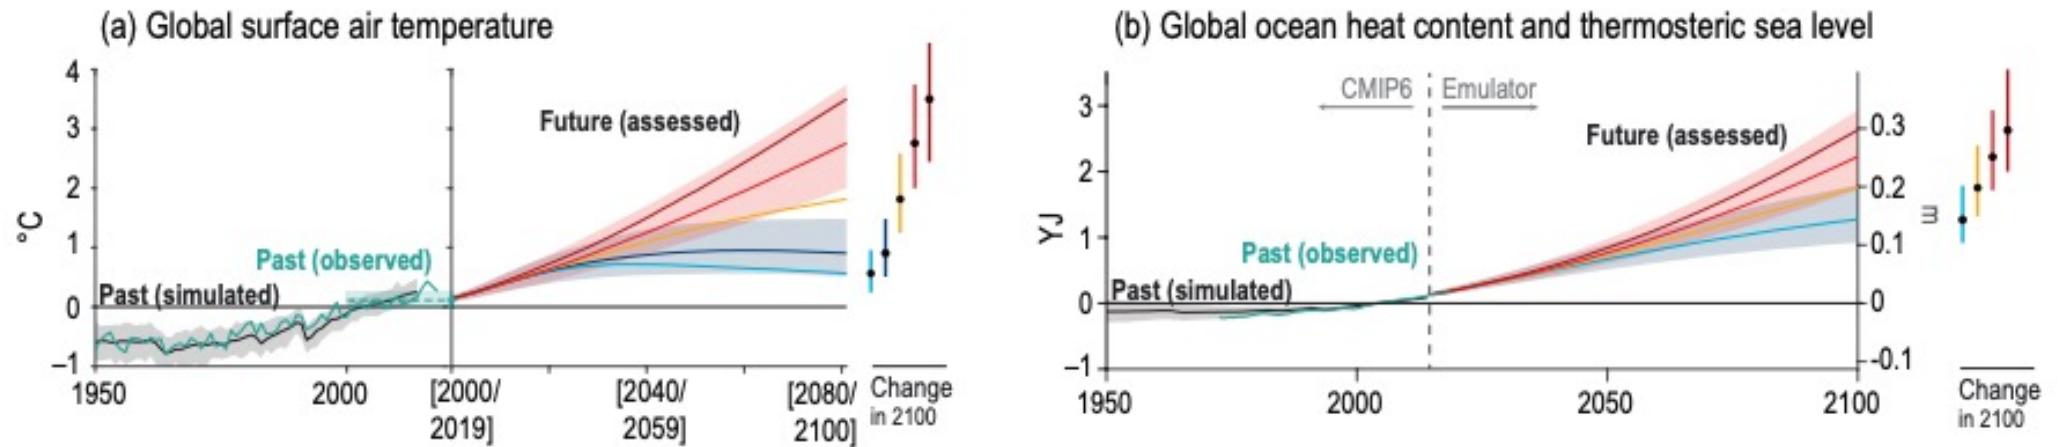 (a) Global surface air temperature
4
3
2
1
0
–1
°C
Future (assessed)
Past (observed)
Past (simulated)
1950
2000
[2000/
2019]
[2040/
2059]
[2080/
2100]
Change
in 2100
(b) Global ocean heat content and thermosteric sea level
3
2
1
0
–1
YJ
CMIP6
Emulator
Future (assessed)
Past (observed)
Past (simulated)
0.3
0.2
0.1
0
-0.1
m
1950
2000
2050
2100
Change
in 2100